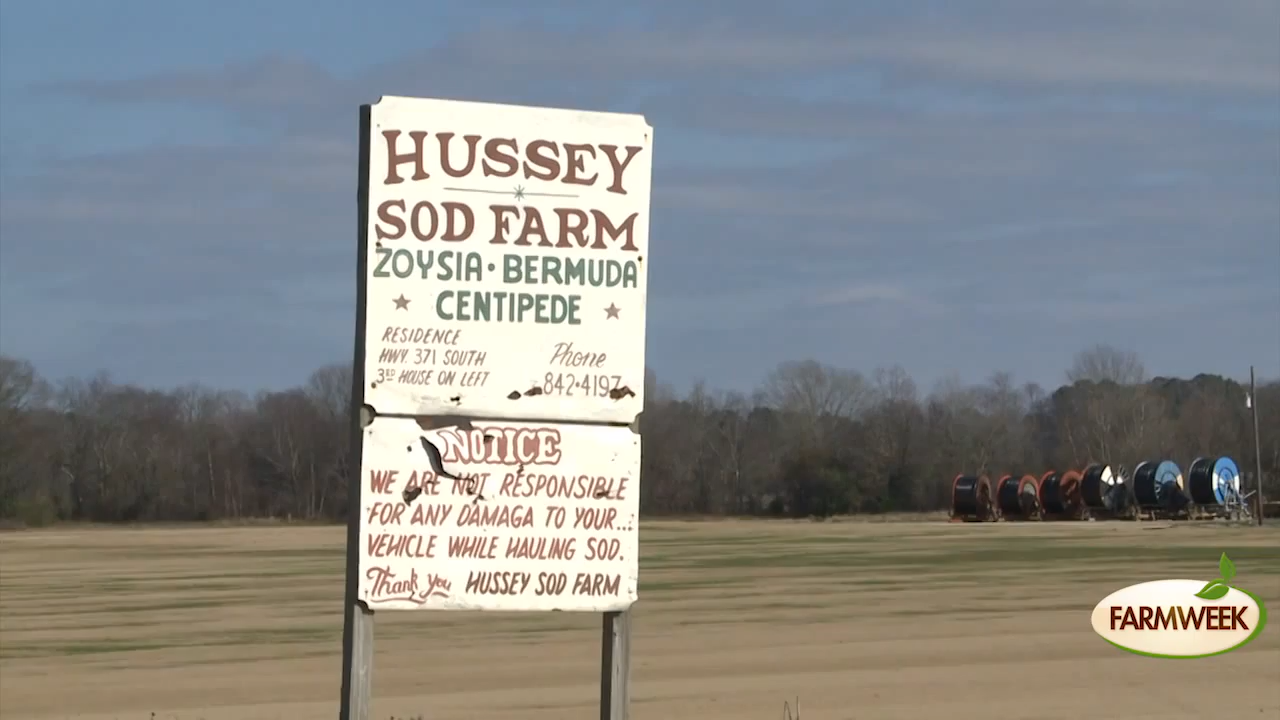 HUSSEY
SOD FARM
ZOYSIA • BERMUDA
CENTIPEDE
RESIDENCE
HWY 371 SOUTH
3RD HOUSE ON LEFT
Phone
842•4197
NOTICE
WE ARE NOT RESPONSIBLE
FOR ANY DAMAGA TO YOUR...
VEHICLE WHILE HAULING SOD.
Thank you HUSSEY SOD FARM
FARMWEEK